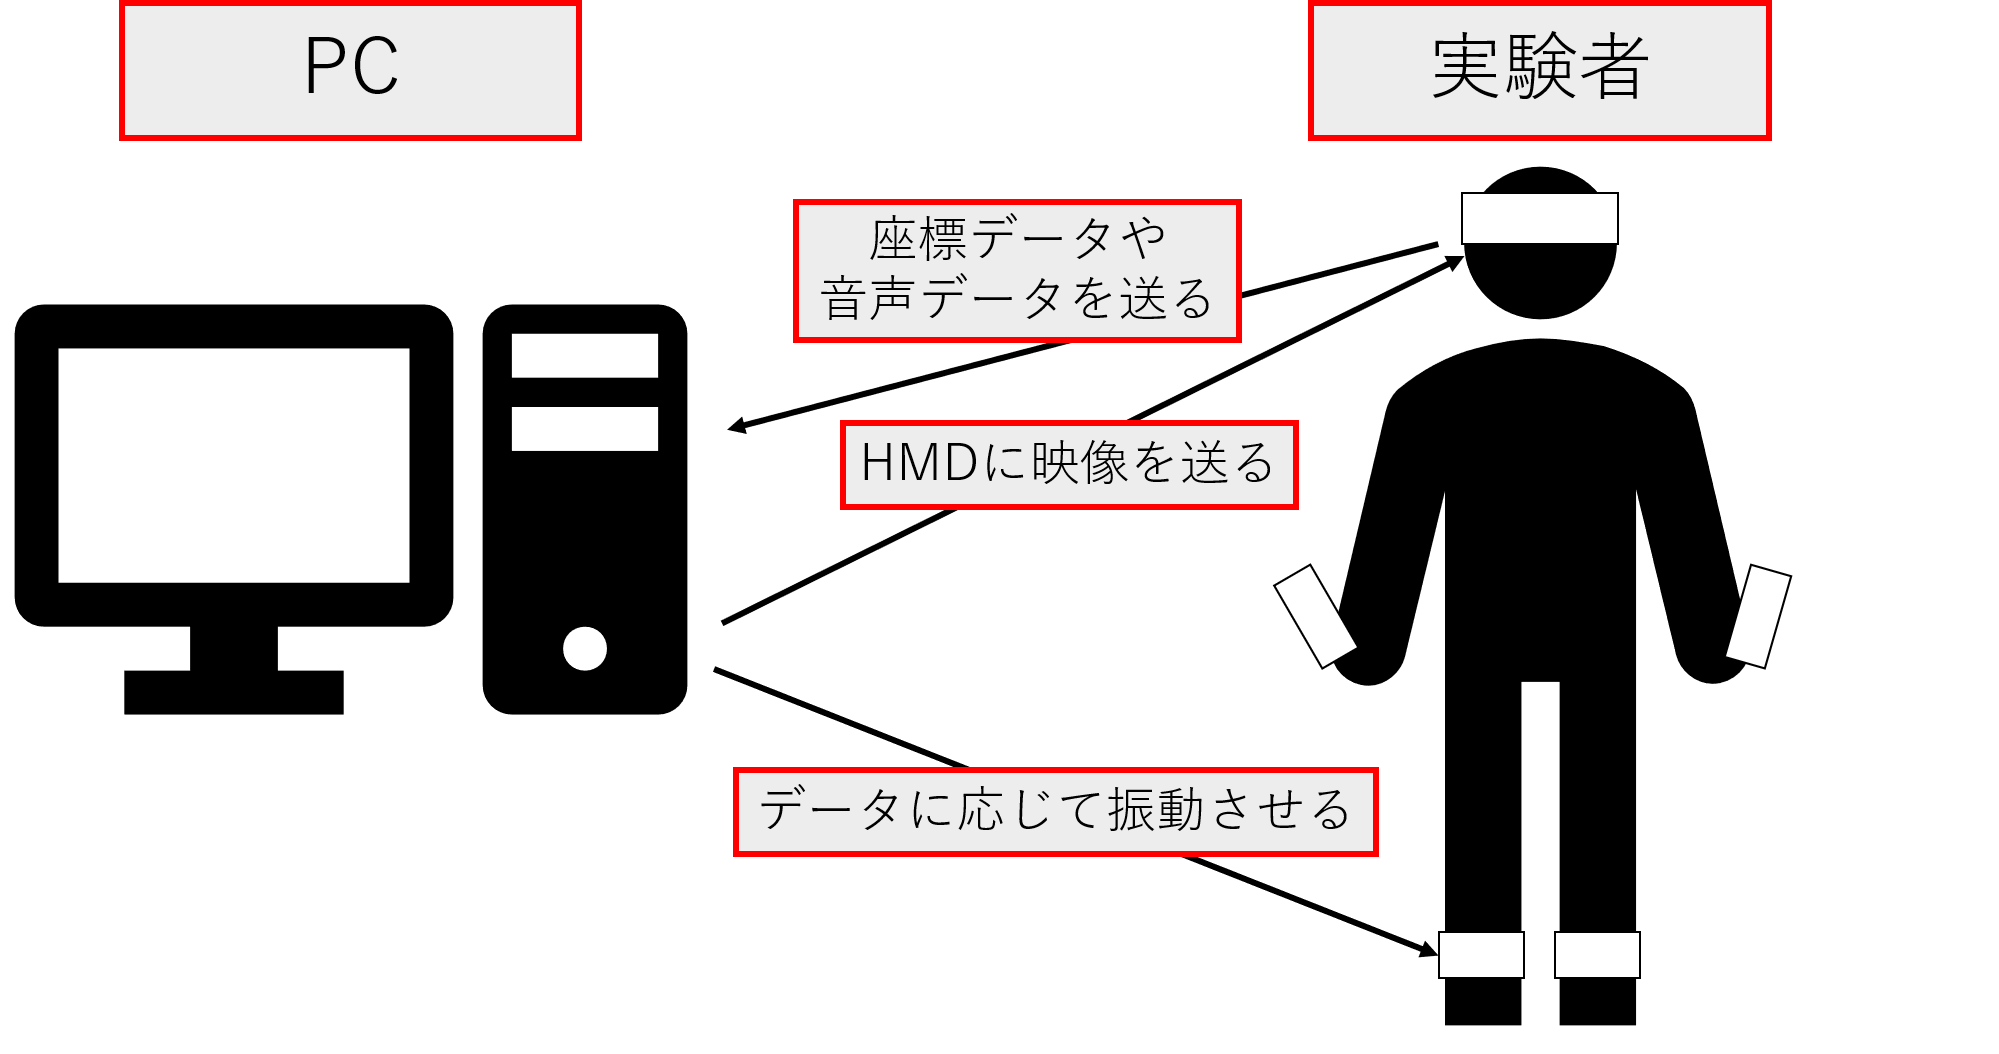 PC
実験者
座標データや
音声データを送る
HMDに映像を送る
データに応じて振動させる